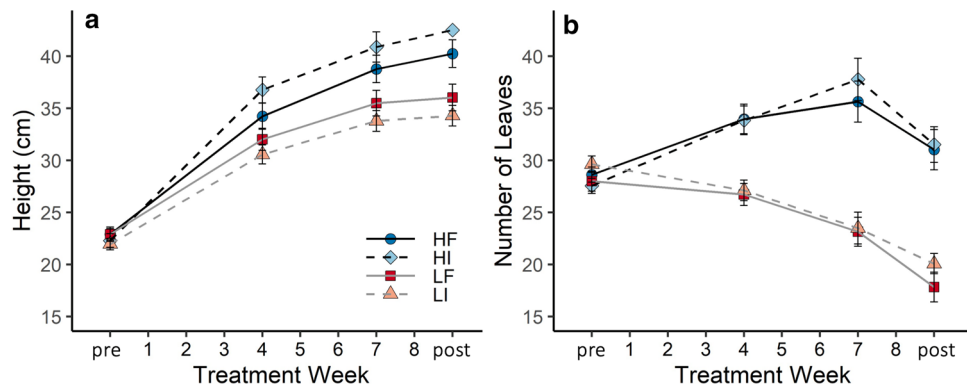 a
Height (cm)
40
35
30
25
20
15
HF
HI
LF
LI
pre 1 2 3 4 5 6 7 8 post
Treatment Week
b
Number of Leaves
40
35
30
25
20
15
pre 1 2 3 4 5 6 7 8 post
Treatment Week